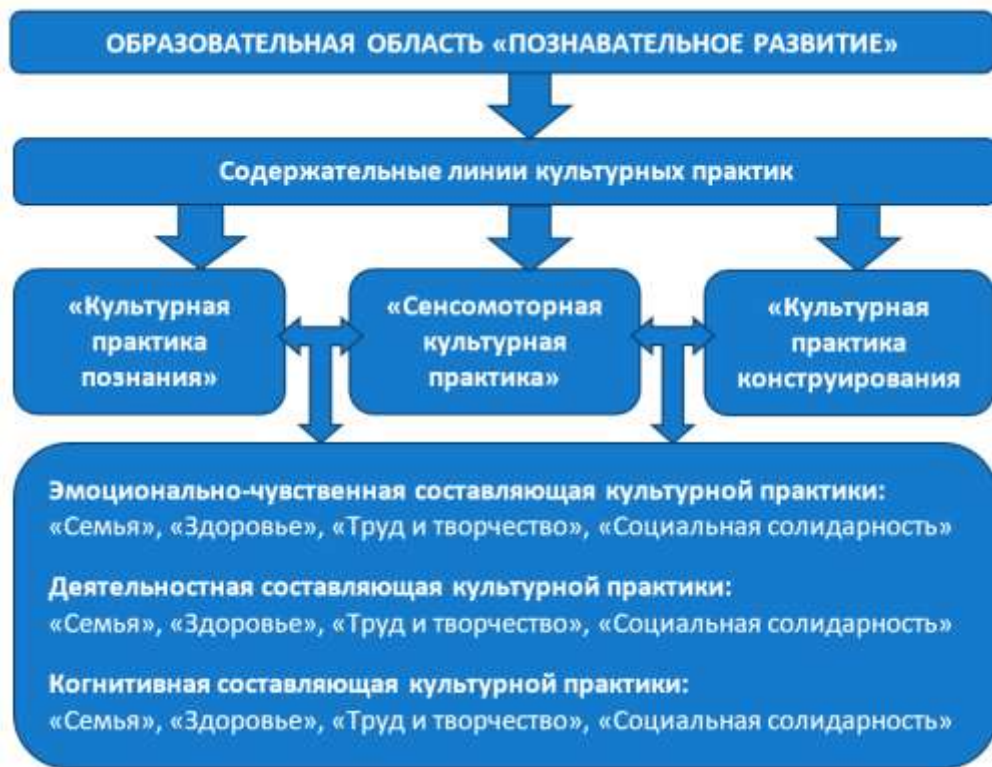 ОБРАЗОВАТЕЛЬНАЯ ОБЛАСТЬ «ПОЗНАВАТЕЛЬНОЕ РАЗВИТИЕ»
Содержательные линии культурных практик
«Культурная
практика
познания»
«Сенсомоторная
культурная
практика»
«Культурная
практика
конструирования
Эмоционально-чувственная составляющая культурной практики:
«Семья», «Здоровье», «Труд и творчество», «Социальная солидарность»
Деятельностная составляющая культурной практики:
«Семья», «Здоровье», «Труд и творчество», «Социальная солидарность»
Когнитивная составляющая культурной практики:
«Семья», «Здоровье», «Труд и творчество», «Социальная солидарность»